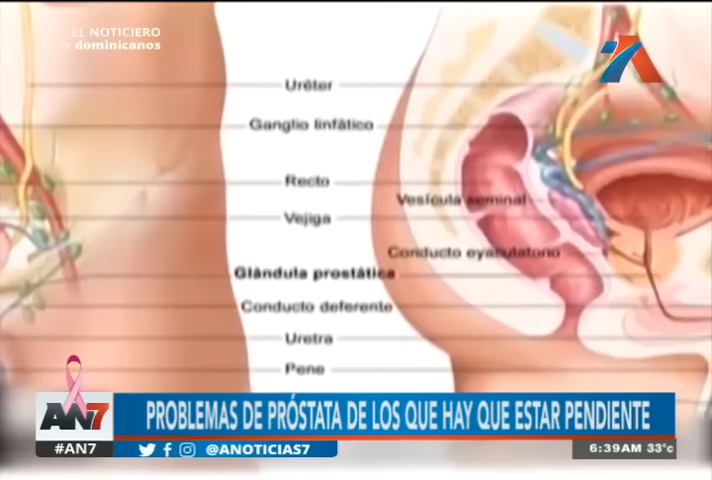 EL NOTICIERO
dominicanos
Uréter
Ganglio linfático
Recto
Vesícula seminal
Vejiga
Conducto eyaculatorio
Glándula prostática
Conducto deferente
Uretra
Pene
AN7
PROBLEMAS DE PRÓSTATA DE LOS QUE HAY QUE ESTAR PENDIENTE
#AN7
@ANOTICIAS7
6:39AM 33°c